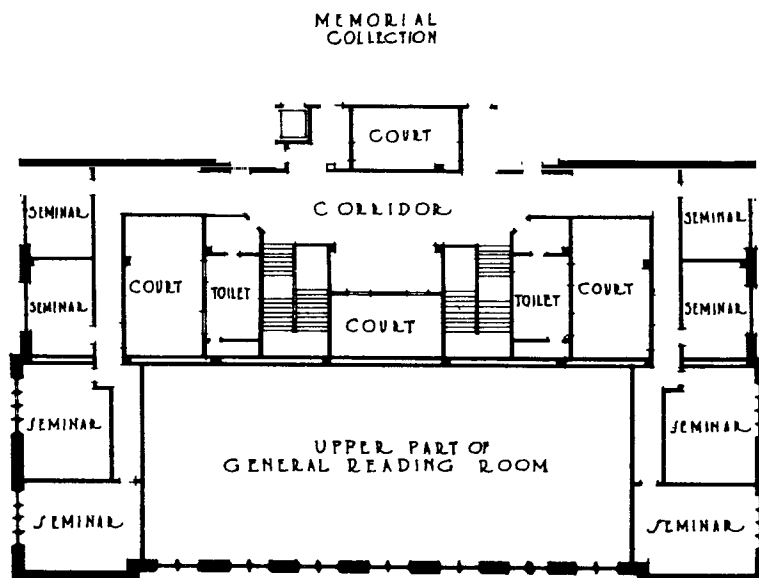 MEMORIAL
COLLECTION
COURT
CORRIDOR
SEMINAR
SEMINAR
SEMINAR
SEMINAR
COURT
TOILET
COURT
TOILET
COURT
SEMINAR
UPPER PART OF
GENERAL READING ROOM
SEMINAR
SEMINAR
SEMINAR